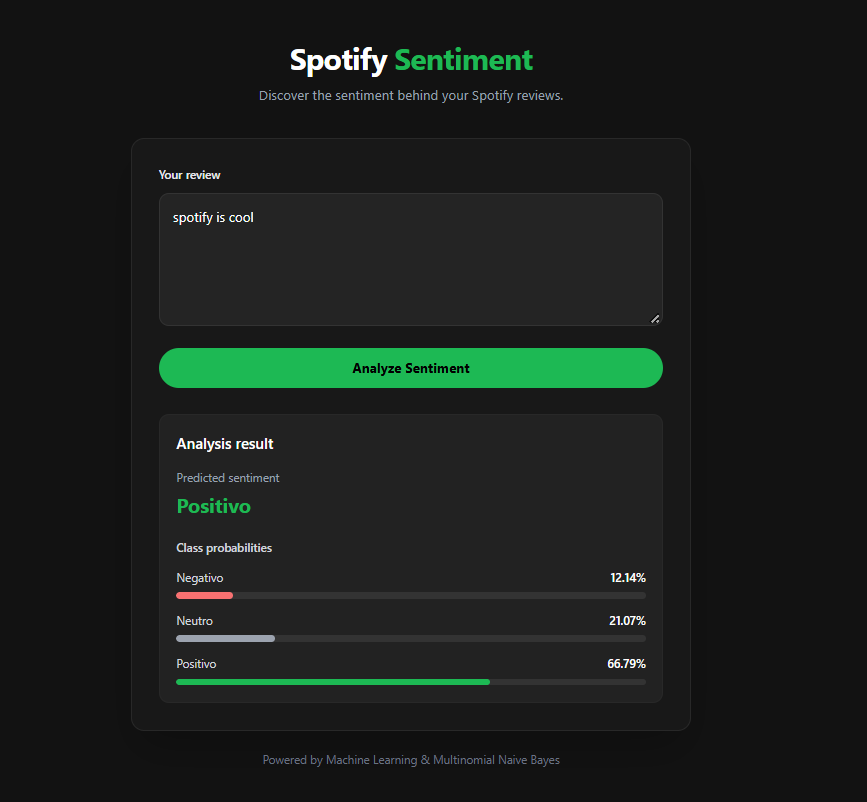 Spotify Sentiment
Discover the sentiment behind your Spotify reviews.
Your review
spotify is cool
Analyze Sentiment
Analysis result
Predicted sentiment
Positivo
Class probabilities
Negativo 12.14%
Neutro 21.07%
Positivo 66.79%
Powered by Machine Learning & Multinomial Naive Bayes